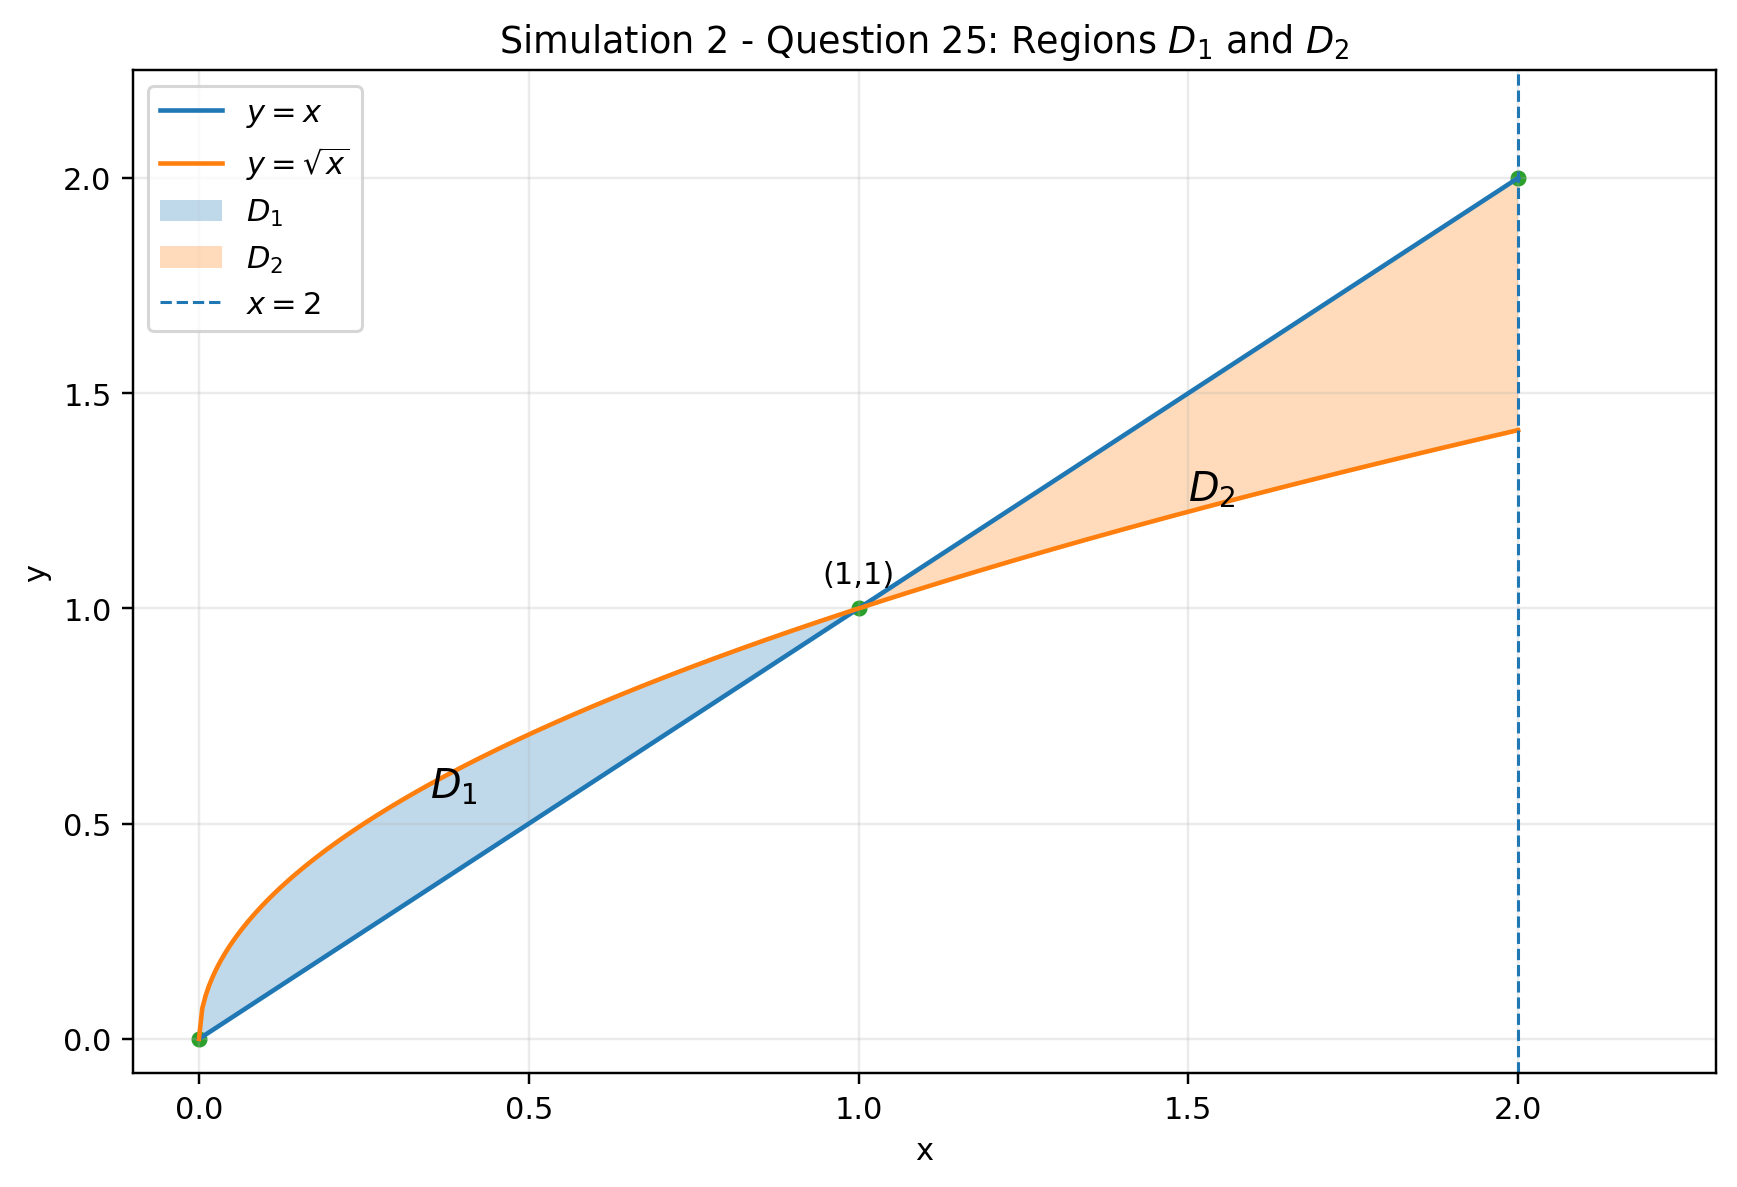 Simulation 2 - Question 25: Regions D₁ and D₂
y = x
y = √x
D₁
D₂
x = 2
2.0
1.5
1.0
0.5
0.0
y
D₂
(1,1)
D₁
0.0 0.5 1.0 1.5 2.0
x